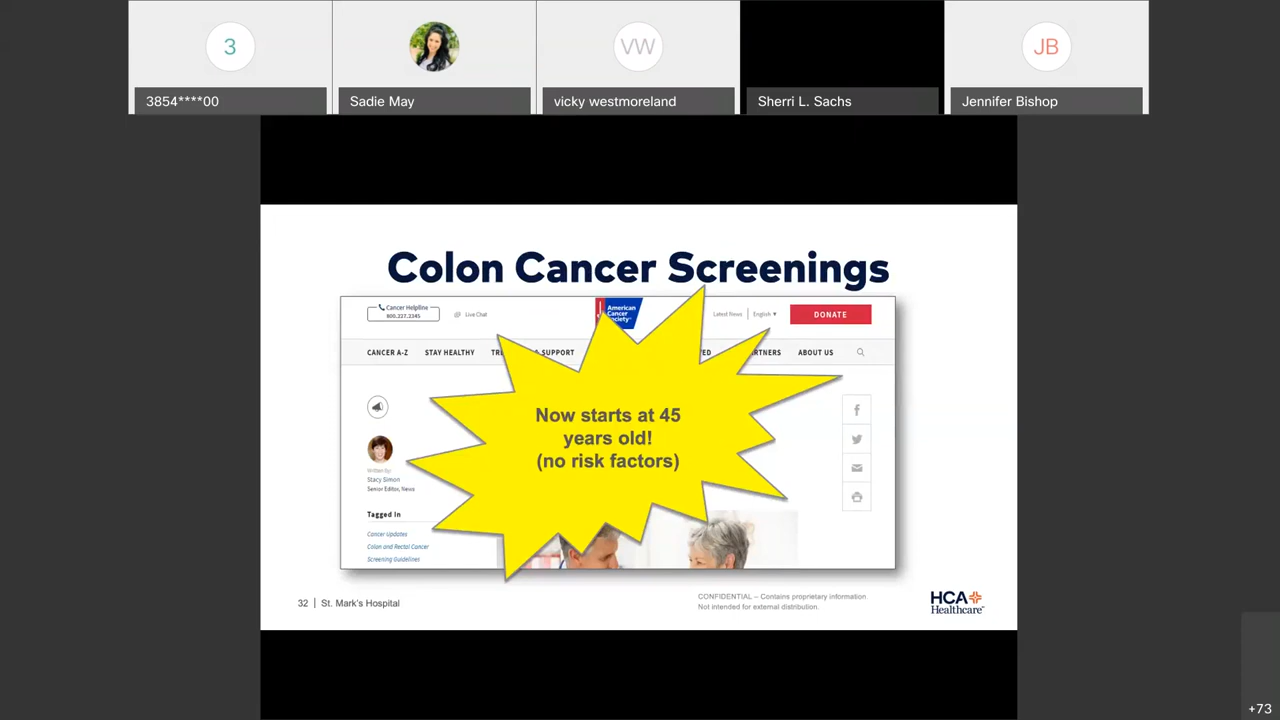 3
VW
JB
3854****00
Sadie May
vicky westmoreland
Sherri L. Sachs
Jennifer Bishop
Colon Cancer Screenings
Cancer Helpline
800.227.2345
Live Chat
American
Cancer
Society
Latest News
English
DONATE
CANCER A-Z
STAY HEALTHY
SUPPORT
ABOUT US
Now starts at 45
years old!
(no risk factors)
Written By:
Stacy Simon
Senior Editor, News
Tagged In
Cancer Updates
Colon and Rectal Cancer
Screening Guidelines
32 | St. Mark's Hospital
CONFIDENTIAL – Contains proprietary information.
Not intended for external distribution.
HCA
Healthcare
+73